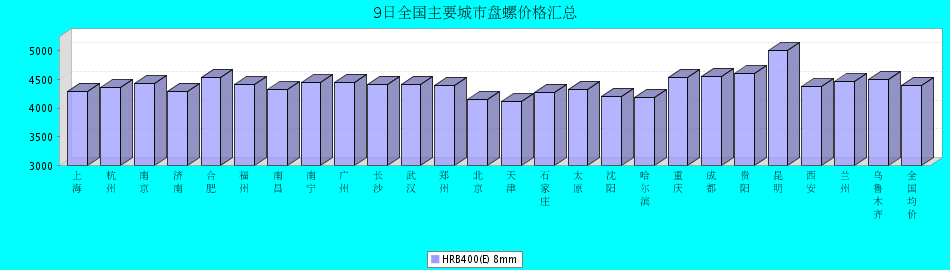 9日全国主要城市盘螺价格汇总
5000
4500
4000
3500
3000
上海
杭州
南京
济南
合肥
福州
南昌
南宁
广州
长沙
武汉
郑州
北京
天津
石家庄
太原
沈阳
哈尔滨
重庆
成都
贵阳
昆明
西安
兰州
乌鲁木齐
全国均价
HRB400(E) 8mm